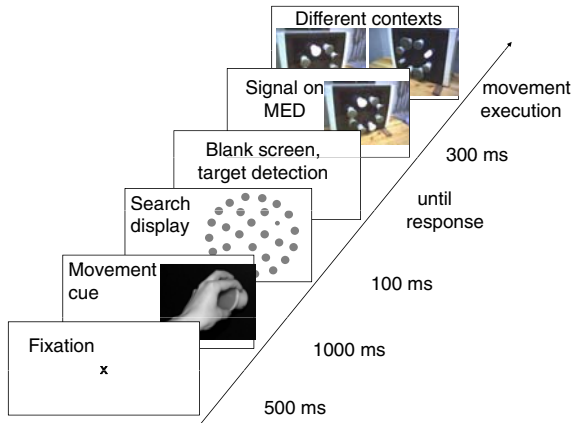 Different contexts
Signal on
MED
movement
execution
Blank screen,
target detection
300 ms
Search
display
until
response
Movement
cue
100 ms
Fixation
x
1000 ms
500 ms